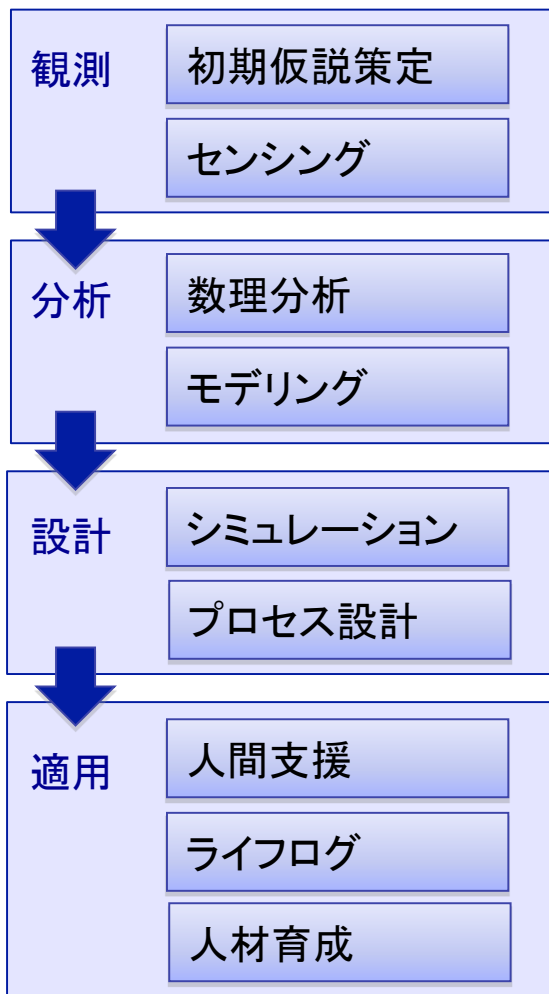 観測
初期仮説策定
センシング
分析
数理分析
モデリング
設計
シミュレーション
プロセス設計
適用
人間支援
ライフログ
人材育成